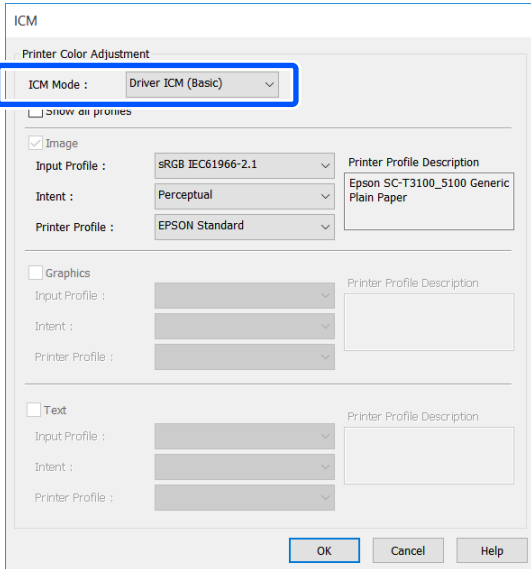 ICM
Printer Color Adjustment
ICM Mode : Driver ICM (Basic)
Show all profiles
Image
Input Profile : sRGB IEC61966-2.1 Printer Profile Description
Intent : Perceptual Epson SC-T3100_5100 Generic
Plain Paper
Printer Profile : EPSON Standard
Graphics
Input Profile : Printer Profile Description
Intent :
Printer Profile :
Text
Input Profile : Printer Profile Description
Intent :
Printer Profile :
OK Cancel Help